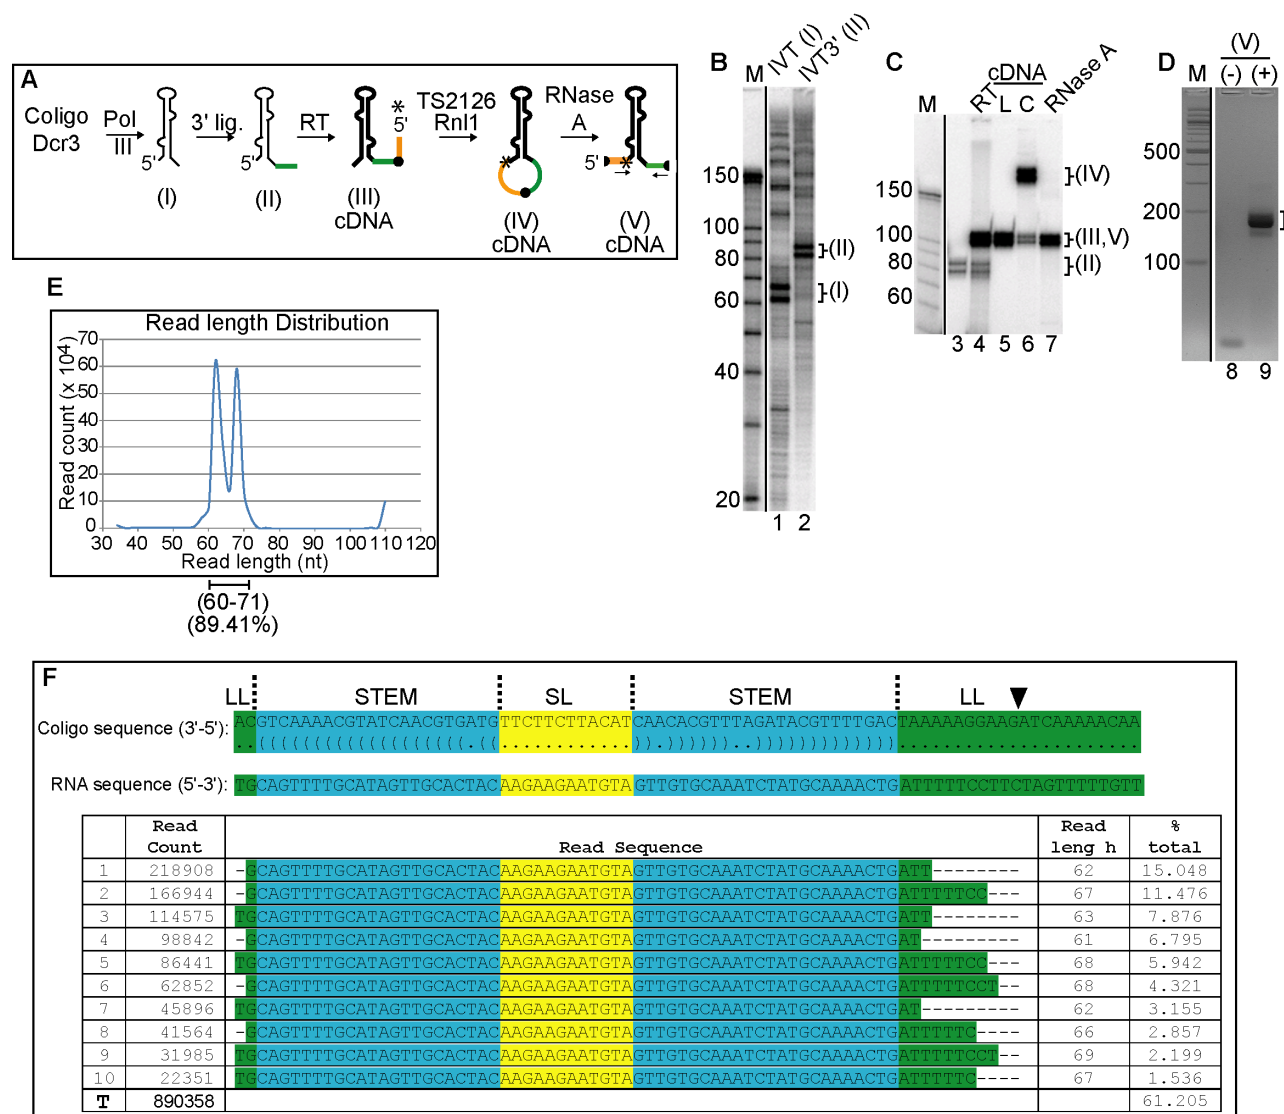 A
Coligo
Dcr3
Pol
III
5'
(I)
3' lig.
(II)
RT
*
5'
(III)
cDNA
TS2126
Rnl1
*
(IV)
cDNA
RNase
A
5'
*
(V)
cDNA
B
M
IVT (I)
IVT3' (II)
150
100
80
60
40
20
(II)
(I)
1 2
C
M
RT
cDNA
L C
RNase A
150
100
80
60
(IV)
(III,V)
(II)
3 4 5 6 7
D
M
(V)
(-) (+)
500
200
100
8 9
E
Read length Distribution
Read count (x 10⁴)
70
60
50
40
30
20
10
0
30 40 50 60 70 80 90 100 110 120
Read length (nt)
(60-71)
(89.41%)
F
LL STEM SL STEM LL
Coligo sequence (3'-5'): ACGTCAAAACGTATCAACGTGATGTTCTTCTTACATCAACACGTTTAGATACGTTTTGACTAAAAAGGAAGATCAAAAACAA
..((((((((((((((((((((.((............)).)))))))..)))))))))))))))......................
RNA sequence (5'-3'): TGCAGTTTTGCATAGTTGCACTACAAGAAGAATGTAGTTGTGCAAATCTATGCAAAACTGATTTTTCCTTCTAGTTTTTGTT
Read Count Read Sequence Read leng h % total
1 218908 -GCAGTTTTGCATAGTTGCACTACAAGAAGAATGTAGTTGTGCAAATCTATGCAAAACTGATT-------- 62 15.048
2 166944 -GCAGTTTTGCATAGTTGCACTACAAGAAGAATGTAGTTGTGCAAATCTATGCAAAACTGATTTTTCC--- 67 11.476
3 114575 TGCAGTTTTGCATAGTTGCACTACAAGAAGAATGTAGTTGTGCAAATCTATGCAAAACTGATT-------- 63 7.876
4 98842 -GCAGTTTTGCATAGTTGCACTACAAGAAGAATGTAGTTGTGCAAATCTATGCAAAACTGAT--------- 61 6.795
5 86441 TGCAGTTTTGCATAGTTGCACTACAAGAAGAATGTAGTTGTGCAAATCTATGCAAAACTGATTTTTCC--- 68 5.942
6 62852 -GCAGTTTTGCATAGTTGCACTACAAGAAGAATGTAGTTGTGCAAATCTATGCAAAACTGATTTTTCCT-- 68 4.321
7 45896 TGCAGTTTTGCATAGTTGCACTACAAGAAGAATGTAGTTGTGCAAATCTATGCAAAACTGAT--------- 62 3.155
8 41564 -GCAGTTTTGCATAGTTGCACTACAAGAAGAATGTAGTTGTGCAAATCTATGCAAAACTGATTTTTC---- 66 2.857
9 31985 TGCAGTTTTGCATAGTTGCACTACAAGAAGAATGTAGTTGTGCAAATCTATGCAAAACTGATTTTTCCT-- 69 2.199
10 22351 TGCAGTTTTGCATAGTTGCACTACAAGAAGAATGTAGTTGTGCAAATCTATGCAAAACTGATTTTTC---- 67 1.536
T 890358 61.205